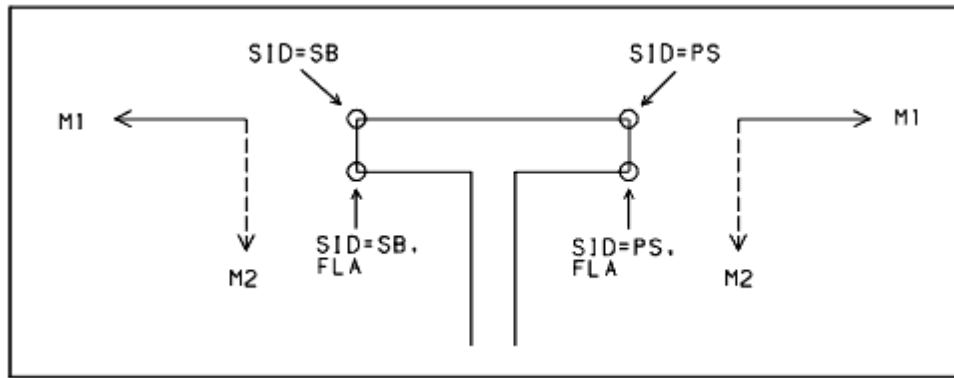 SID=SB
SID=PS
M1
M1
SID=SB,
FLA
SID=PS,
FLA
M2
M2